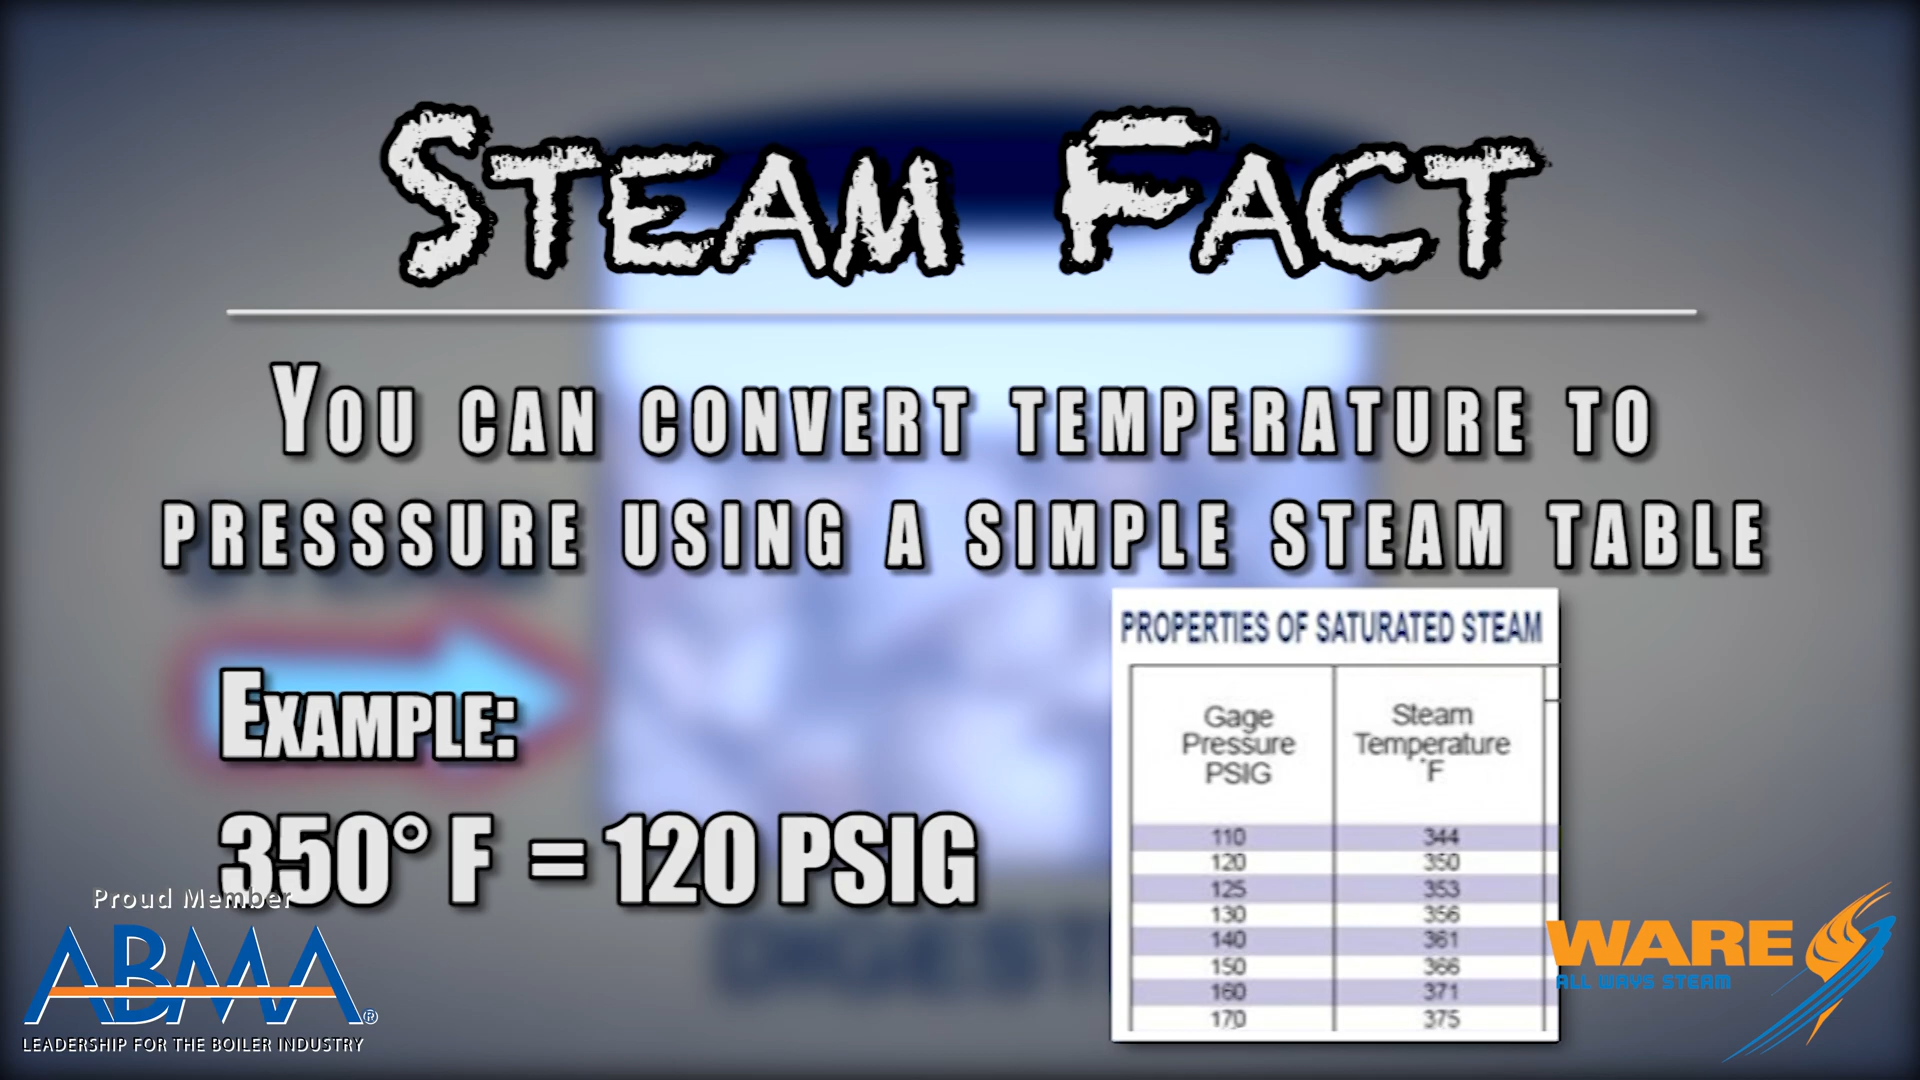 STEAM FACT
YOU CAN CONVERT TEMPERATURE TO
PRESSSURE USING A SIMPLE STEAM TABLE
EXAMPLE:
350° F = 120 PSIG
PROPERTIES OF SATURATED STEAM
Gage Pressure PSIG Steam Temperature °F
110 344
120 350
125 353
130 356
140 361
150 366
160 371
170 375
Proud Member
ABMA®
LEADERSHIP FOR THE BOILER INDUSTRY
WARE
ALL WAYS STEAM